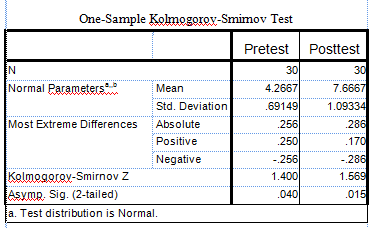 One-Sample Kolmogorov-Smirnov Test
Pretest Posttest
N 30 30
Normal Parametersa,,b Mean 4.2667 7.6667
Std. Deviation .69149 1.09334
Most Extreme Differences Absolute .256 .286
Positive .250 .170
Negative -.256 -.286
Kolmogorov-Smirnov Z 1.400 1.569
Asymp. Sig. (2-tailed) .040 .015
a. Test distribution is Normal.